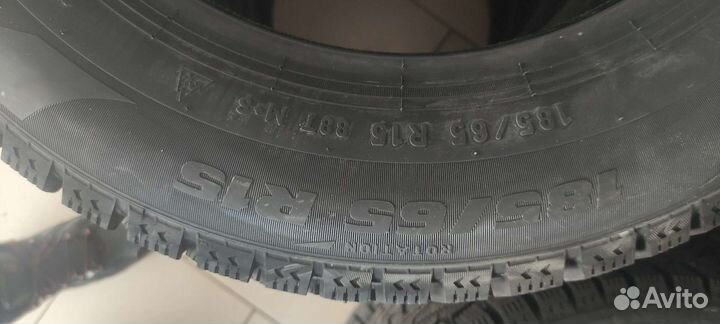 185/65 R15 88T M+S
185/65 R15
ROTATION
Avito